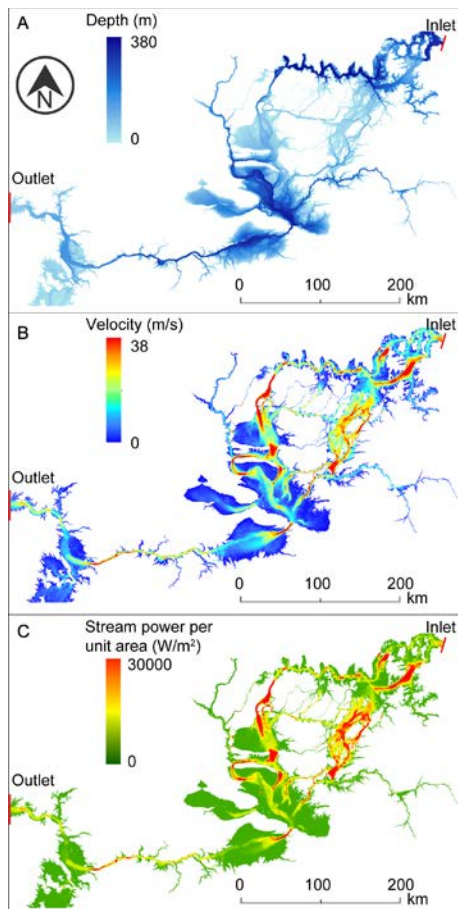 A
Depth (m)
380
0
N
Inlet
Outlet
0 100 200
km
B
Velocity (m/s)
38
0
Inlet
Outlet
0 100 200
km
C
Stream power per
unit area (W/m²)
30000
0
Inlet
Outlet
0 100 200
km